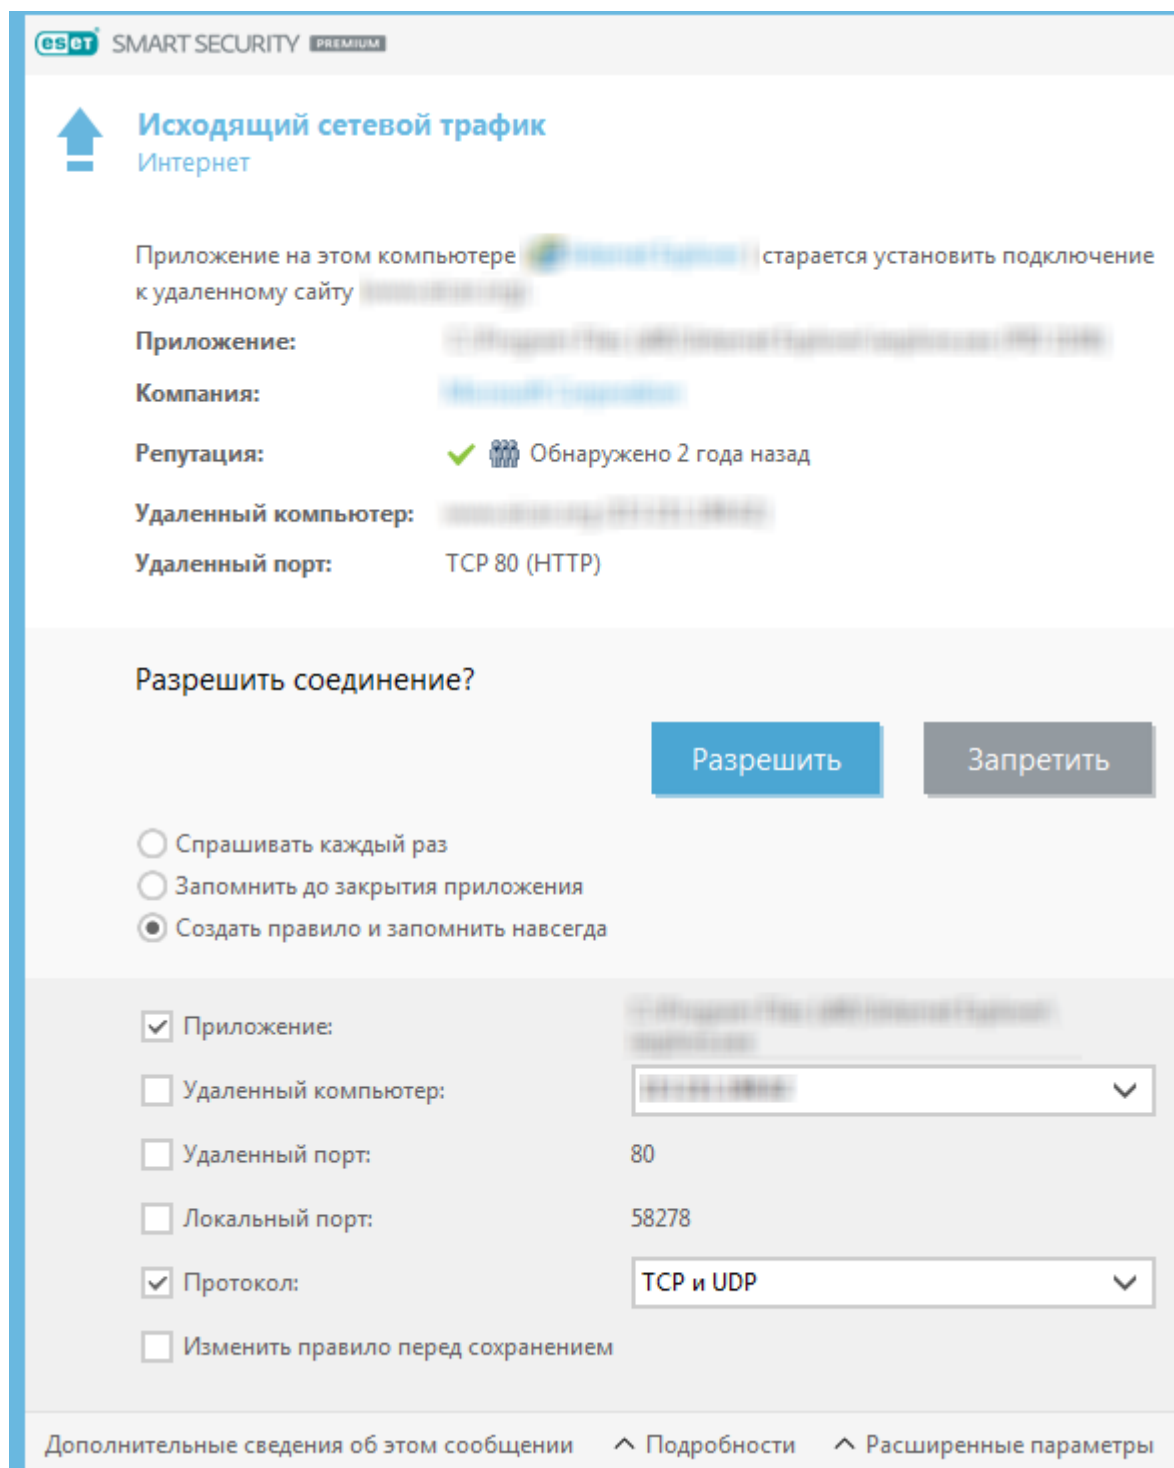 eset SMART SECURITY PREMIUM
Исходящий сетевой трафик
Интернет
Приложение на этом компьютере старается установить подключение
к удаленному сайту
Приложение:
Компания:
Репутация: Обнаружено 2 года назад
Удаленный компьютер:
Удаленный порт: TCP 80 (HTTP)
Разрешить соединение?
Разрешить Запретить
Спрашивать каждый раз
Запомнить до закрытия приложения
Создать правило и запомнить навсегда
Приложение:
Удаленный компьютер:
Удаленный порт: 80
Локальный порт: 58278
Протокол: TCP и UDP
Изменить правило перед сохранением
Дополнительные сведения об этом сообщении Подробности Расширенные параметры